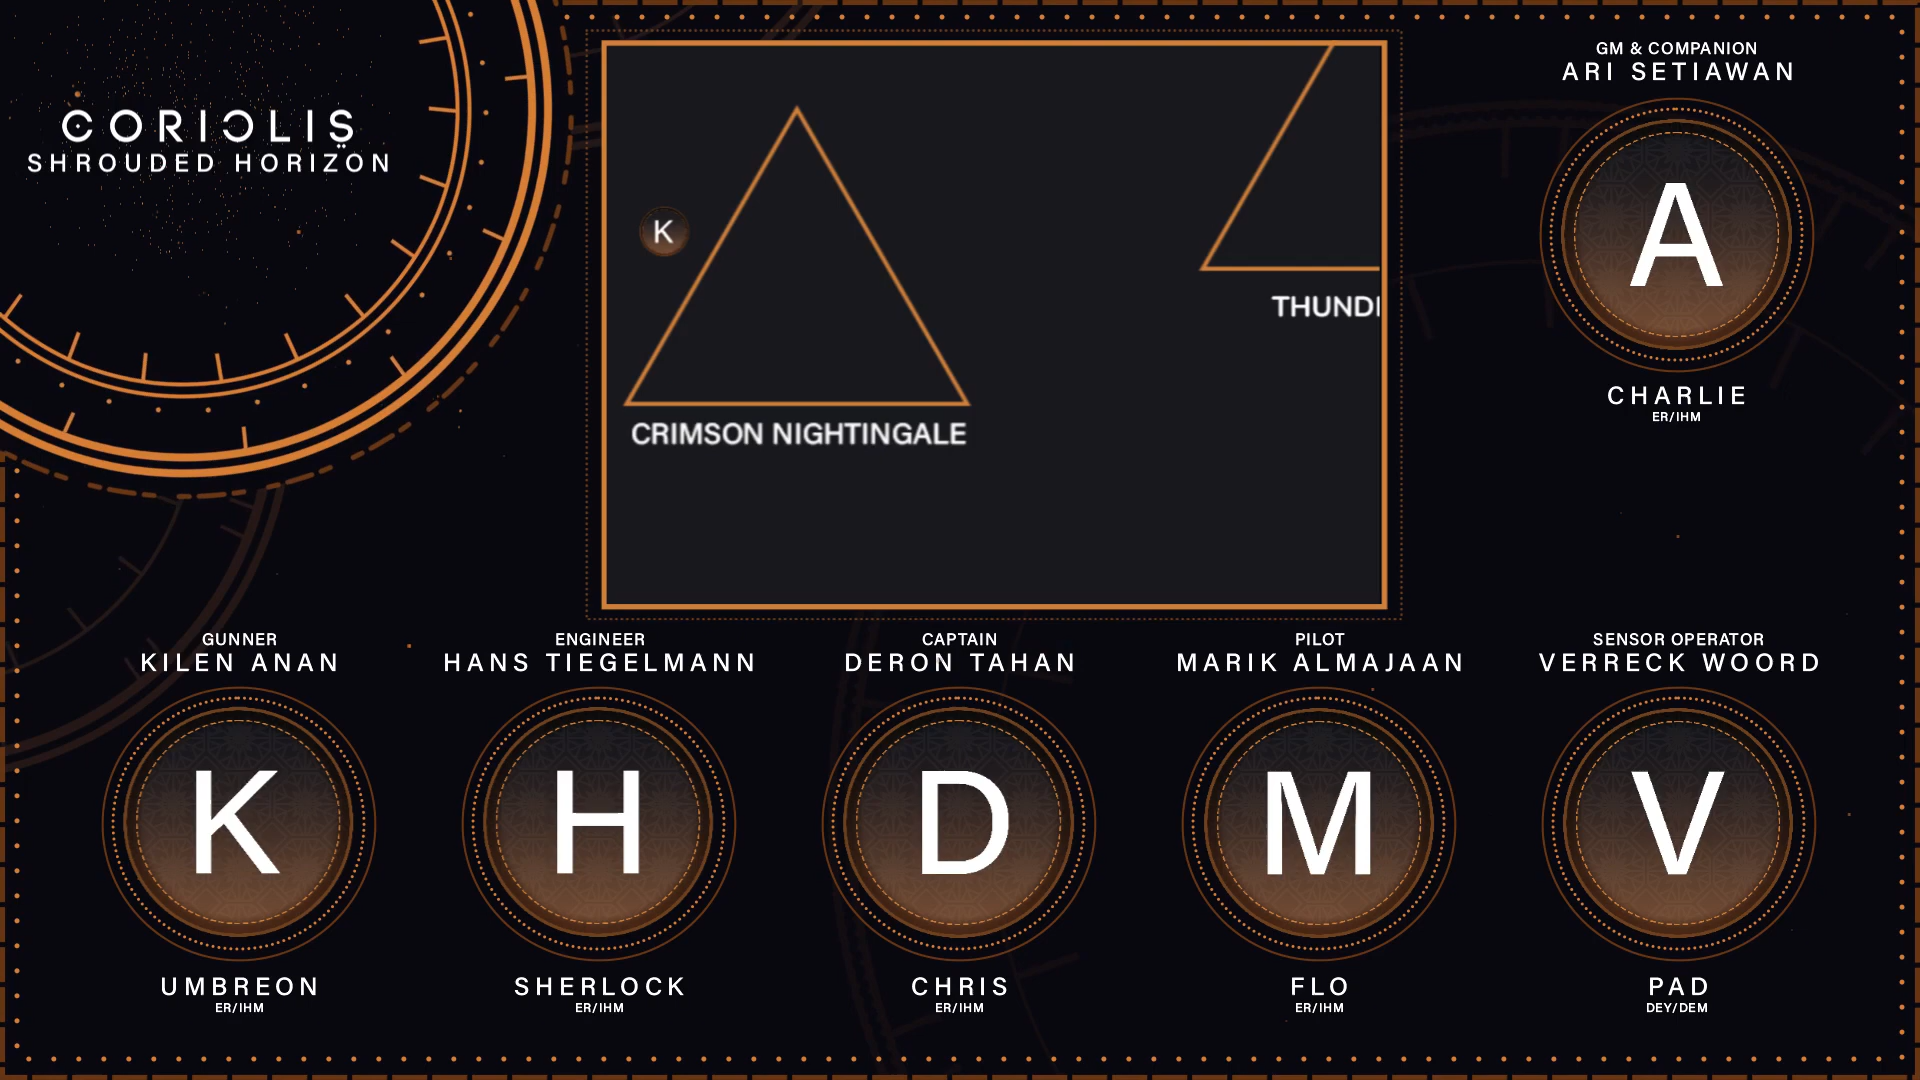 CORIOLIS
SHROUDED HORIZON
K
CRIMSON NIGHTINGALE
THUND
GM & COMPANION
ARI SETIAWAN
A
CHARLIE
ER/IHM
GUNNER
KILEN ANAN
K
UMBREON
ER/IHM
ENGINEER
HANS TIEGELMANN
H
SHERLOCK
ER/IHM
CAPTAIN
DERON TAHAN
D
CHRIS
ER/IHM
PILOT
MARIK ALMAJAAN
M
FLO
ER/IHM
SENSOR OPERATOR
VERRECK WOORD
V
PAD
DEY/DEM